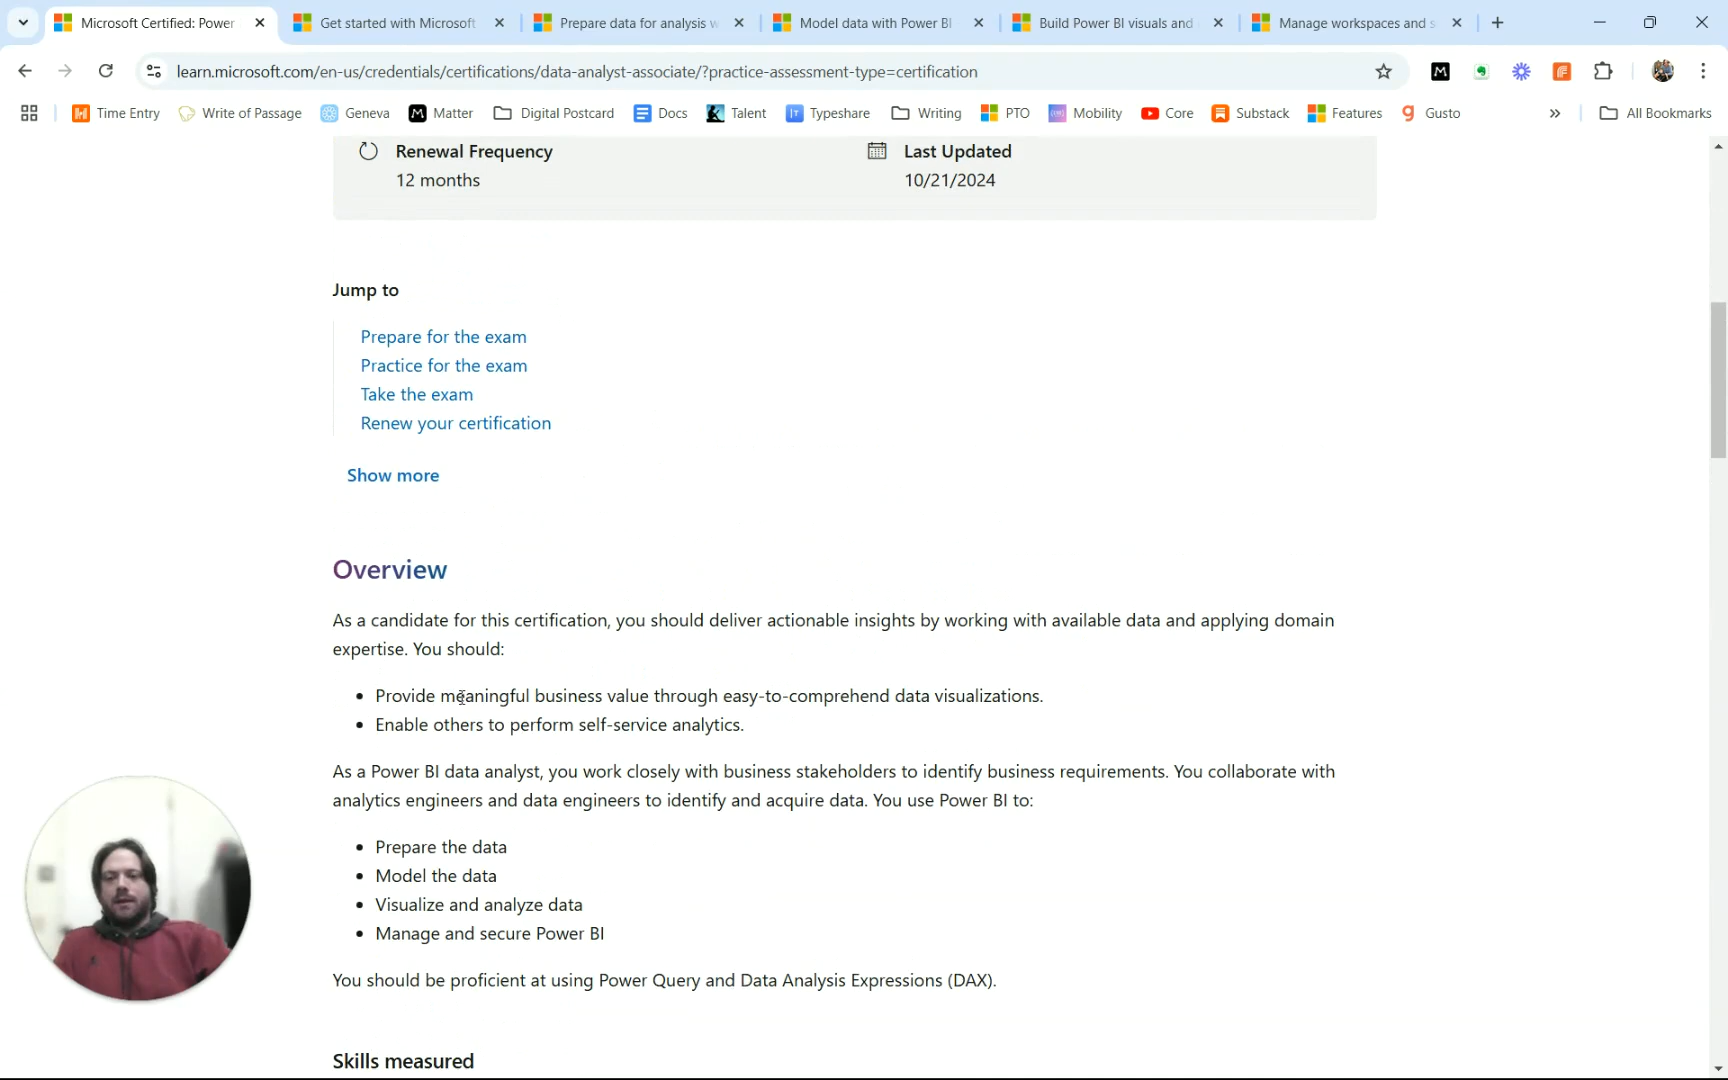 Microsoft Certified: Power
Get started with Microsoft
Prepare data for analysis w
Model data with Power BI
Build Power BI visuals and
Manage workspaces and s
learn.microsoft.com/en-us/credentials/certifications/data-analyst-associate/?practice-assessment-type=certification
Time Entry
Write of Passage
Geneva
Matter
Digital Postcard
Docs
Talent
Typeshare
Writing
PTO
Mobility
Core
Substack
Features
Gusto
All Bookmarks
Renewal Frequency
12 months
Last Updated
10/21/2024
Jump to
Prepare for the exam
Practice for the exam
Take the exam
Renew your certification
Show more
Overview
As a candidate for this certification, you should deliver actionable insights by working with available data and applying domain
expertise. You should:
• Provide meaningful business value through easy-to-comprehend data visualizations.
• Enable others to perform self-service analytics.
As a Power BI data analyst, you work closely with business stakeholders to identify business requirements. You collaborate with
analytics engineers and data engineers to identify and acquire data. You use Power BI to:
• Prepare the data
• Model the data
• Visualize and analyze data
• Manage and secure Power BI
You should be proficient at using Power Query and Data Analysis Expressions (DAX).
Skills measured